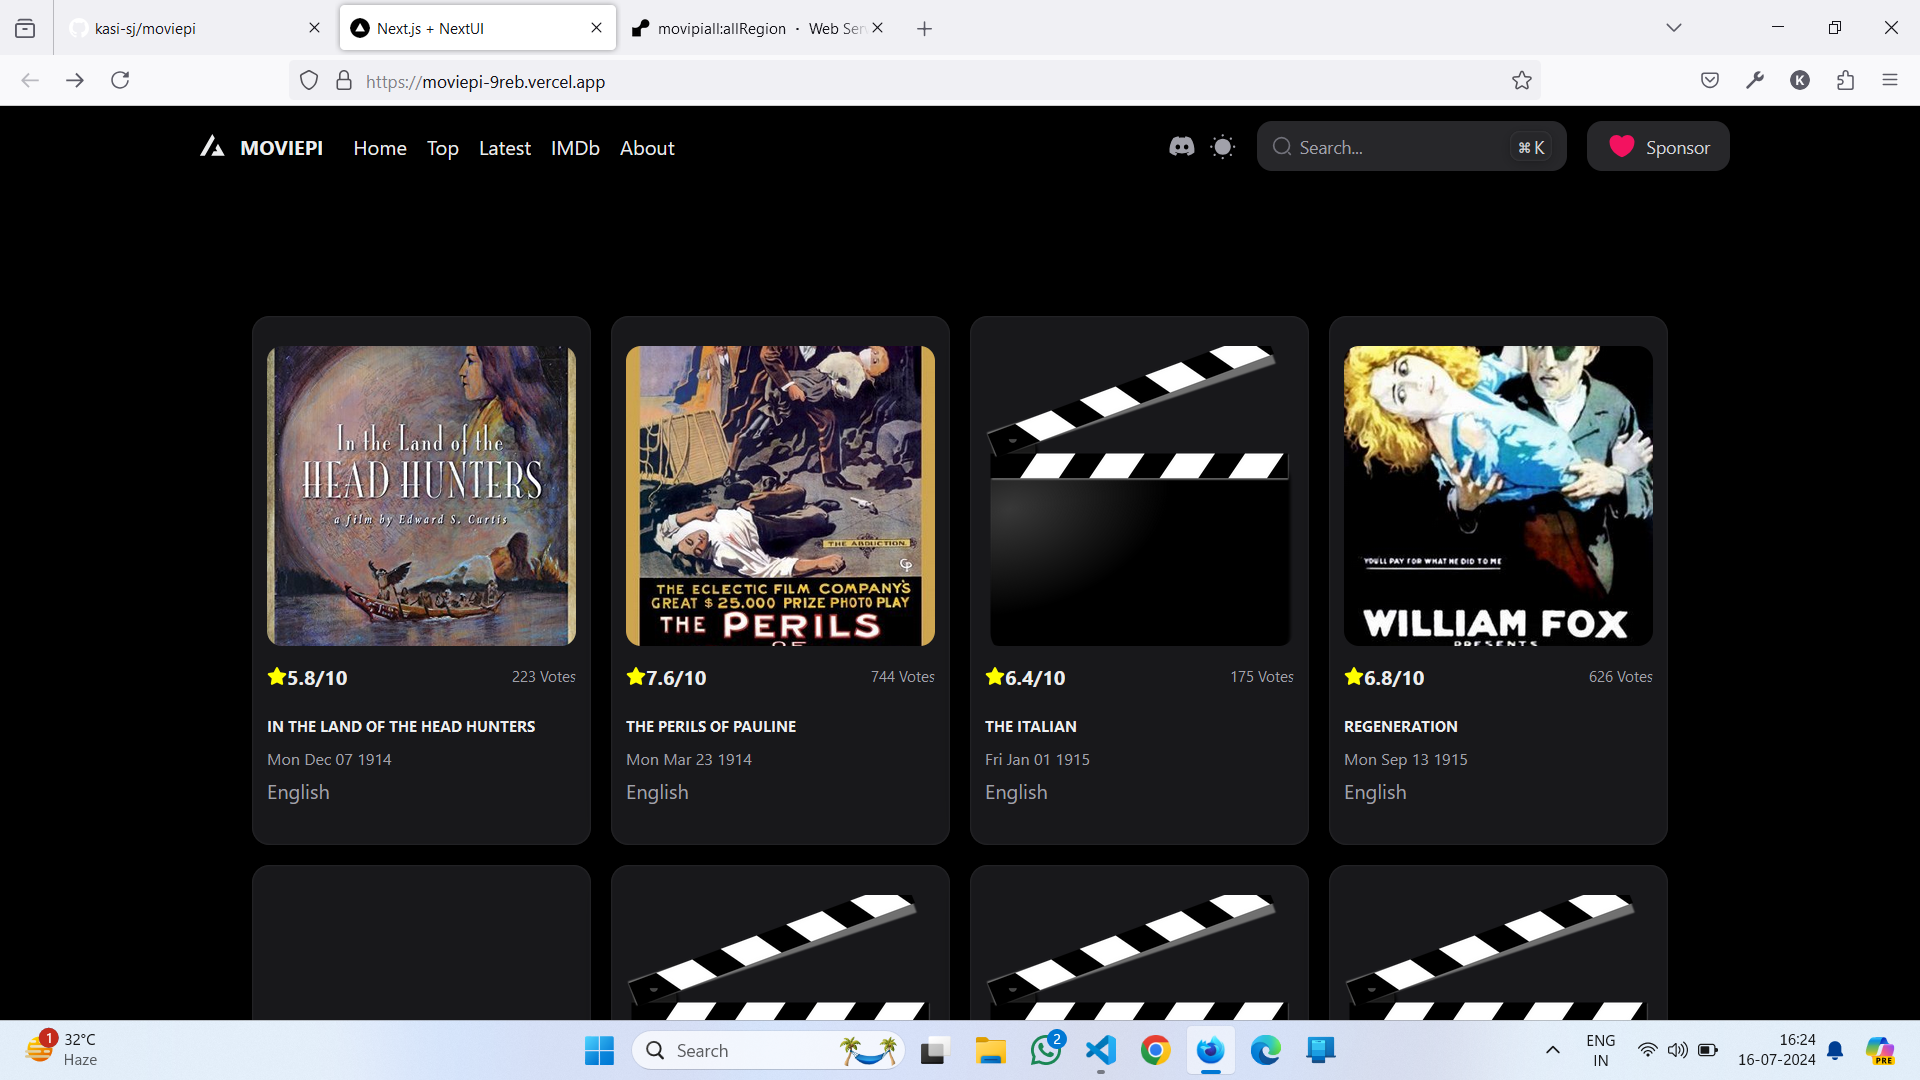 kasi-sj/moviepi
Next.js + NextUI
movipiall:allRegion · Web Ser
https://moviepi-9reb.vercel.app
K
MOVIEPI Home Top Latest IMDb About
Search... ⌘ K
Sponsor
In the Land of the
HEAD HUNTERS
a film by Edward S. Curtis
THE ABDUCTION.
THE ECLECTIC FILM COMPANY'S
GREAT $25.000 PRIZE PHOTO PLAY
THE PERILS
OF
YOU'LL PAY FOR WHAT HE DID TO ME
WILLIAM FOX
PRESENTS
5.8/10 223 Votes
7.6/10 744 Votes
6.4/10 175 Votes
6.8/10 626 Votes
IN THE LAND OF THE HEAD HUNTERS
Mon Dec 07 1914
English
THE PERILS OF PAULINE
Mon Mar 23 1914
English
THE ITALIAN
Fri Jan 01 1915
English
REGENERATION
Mon Sep 13 1915
English
1
32°C
Haze
Search
2
ENG
IN
16:24
16-07-2024
PRE